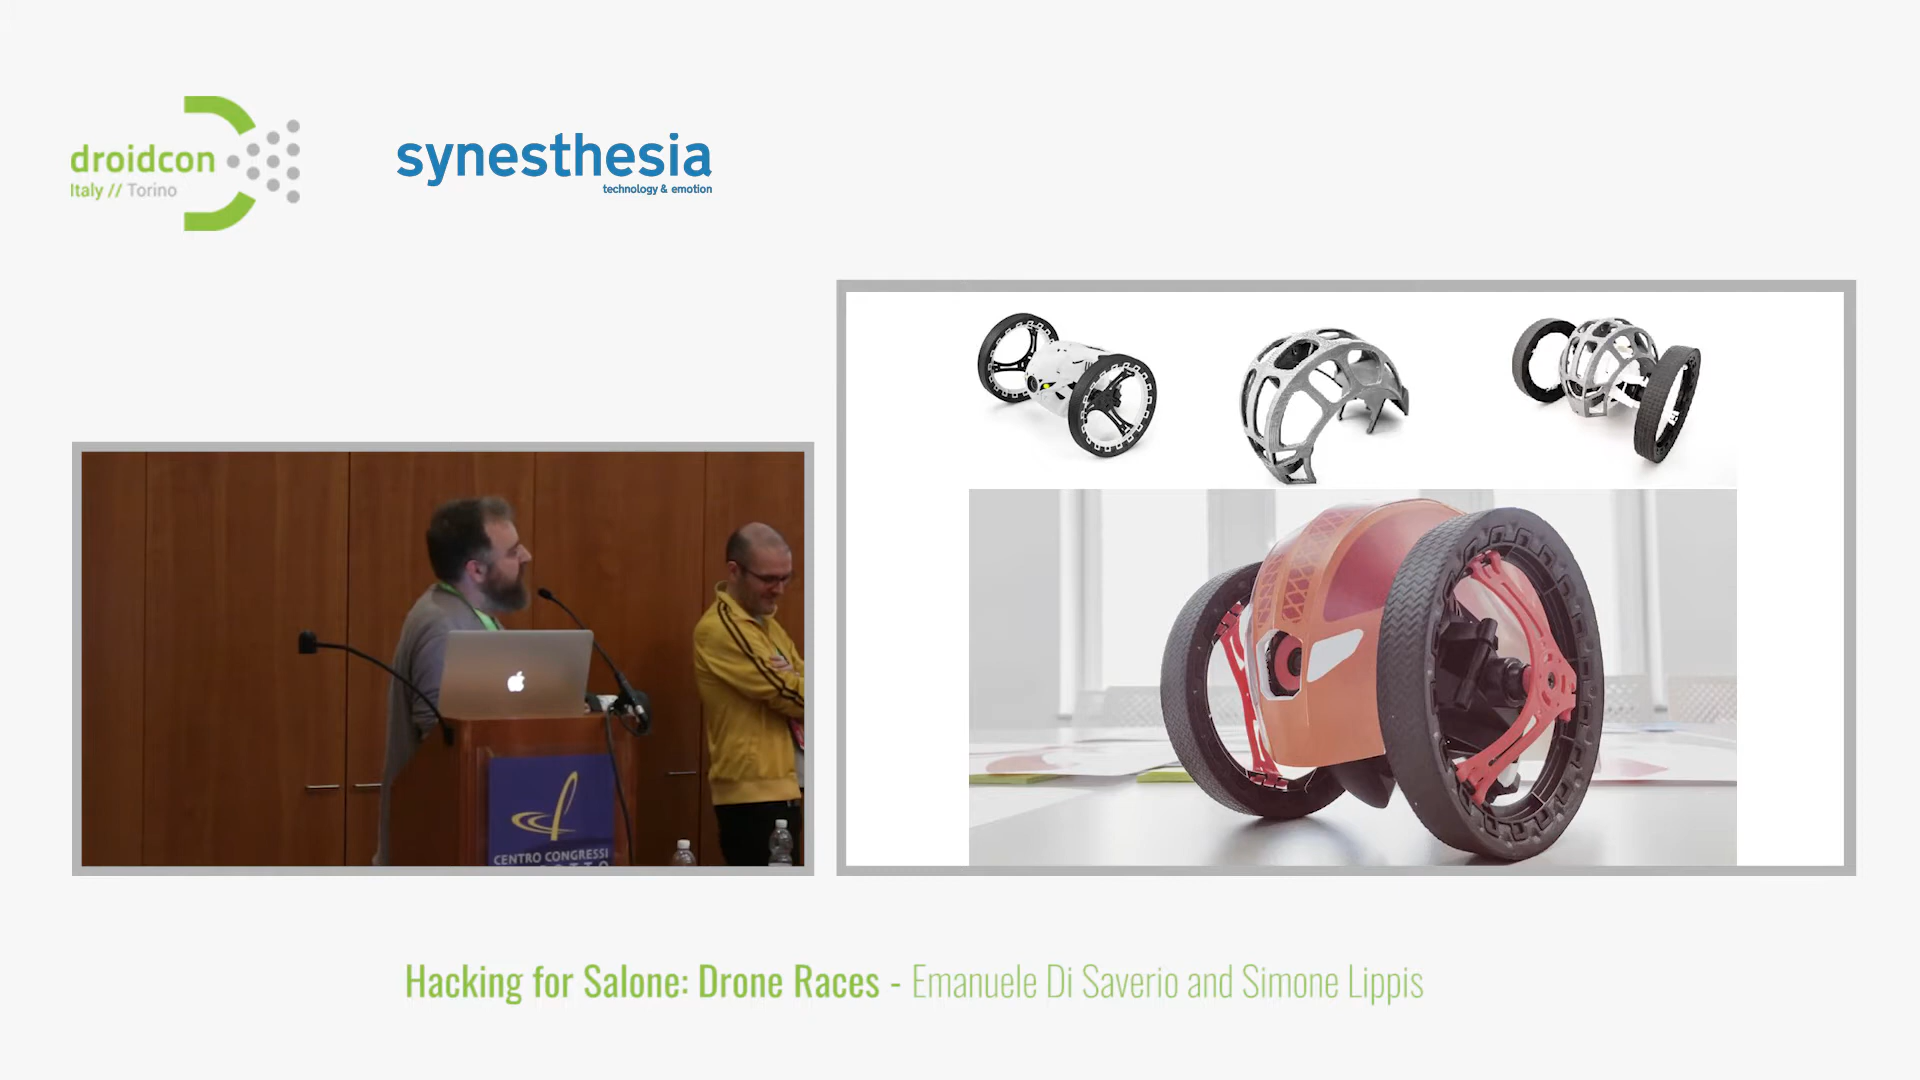 droidcon
Italy // Torino
synesthesia
technology & emotion
CENTRO CONGRESSI
Hacking for Salone: Drone Races - Emanuele Di Saverio and Simone Lippis